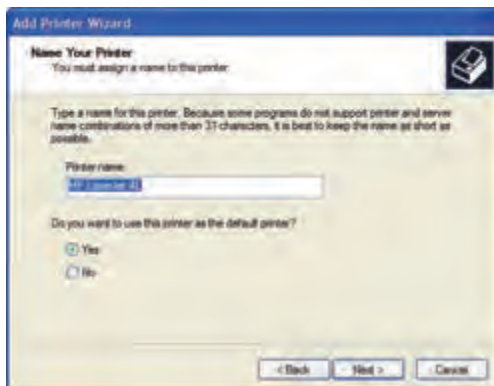 Add Printer Wizard
Name Your Printer
You must assign a name to this printer.
Type a name for this printer. Because some programs do not support printer and server
name combinations of more than 31 characters, it is best to keep the name as short as
possible.
Printer name:
HP LaserJet 4L
Do you want to use this printer as the default printer?
Yes
No
< Back
Next >
Cancel